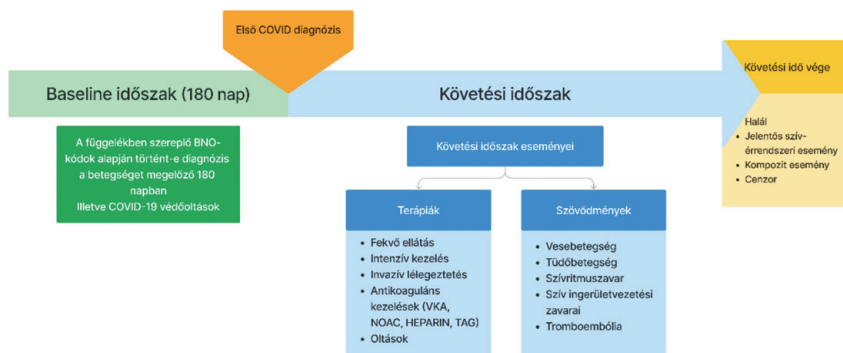 Első COVID diagnózis
Baseline időszak (180 nap)
Követési időszak
Követési idő vége
A függelékben szereplő BNO-
kódok alapján történt-e diagnózis
a betegséget megelőző 180
napban
Illetve COVID-19 védőoltások
Követési időszak eseményei
• Halál
• Jelentős szív-
érrendszeri esemény
• Kompozit esemény
• Cenzor
Terápiák
• Fekvő ellátás
• Intenzív kezelés
• Invazív lélegeztetés
• Antikoaguláns
kezelések (VKA,
NOAC, HEPARIN, TAG)
• Oltások
Szövődmények
• Vesebetegség
• Tüdőbetegség
• Szívritmuszavar
• Szív ingerületvezetési
zavarai
• Tromboembólia